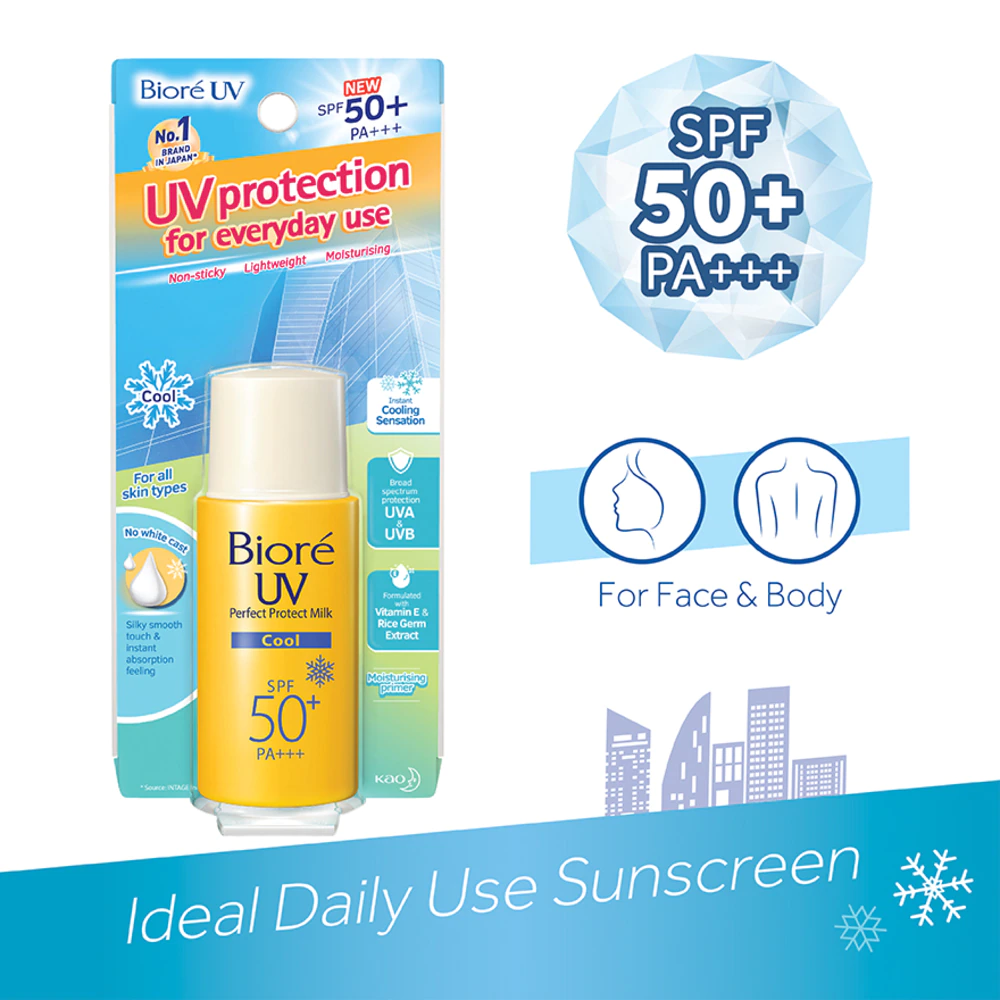 Bioré UV
NEW
SPF 50+
PA+++
No.1
BRAND
IN JAPAN*
UV protection
for everyday use
Non-sticky Lightweight Moisturising
Cool
Instant
Cooling
Sensation
For all
skin types
Broad
spectrum
protection
UVA
&
UVB
No white cast
Silky smooth
touch &
instant
absorption
feeling
Formulated
with
Vitamin E &
Rice Germ
Extract
Moisturising
primer
Bioré
UV
Perfect Protect Milk
Cool
SPF
50+
PA+++
Kao
*Source: INTAGE
SPF
50+
PA+++
For Face & Body
Ideal Daily Use Sunscreen